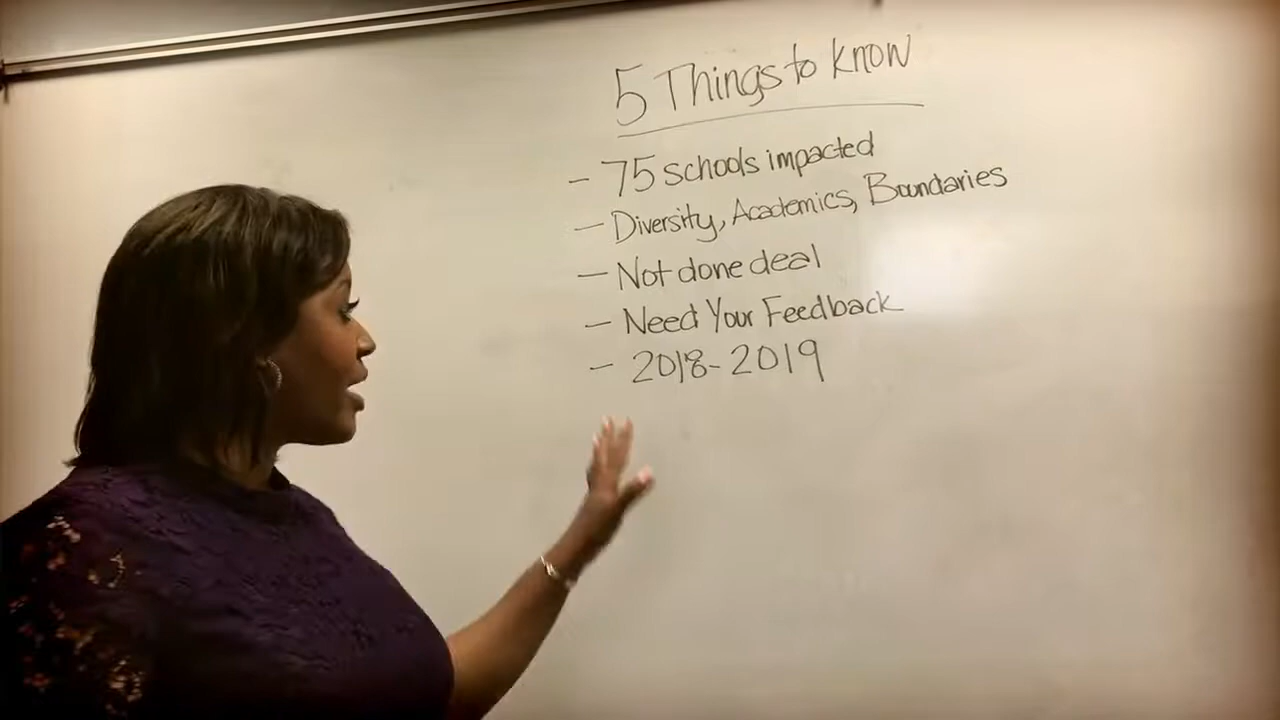 5 Things to know
- 75 schools impacted
- Diversity, Academics, Boundaries
- Not done deal
- Need Your Feedback
- 2018-2019